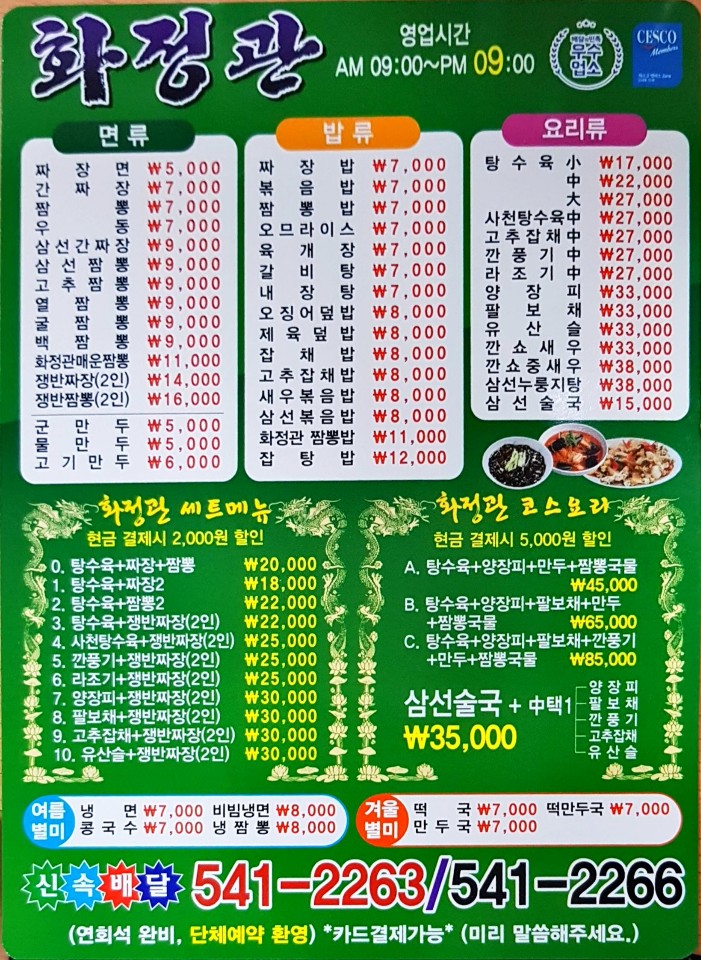 화정관
영업시간
AM 09:00~PM 09:00
배달의민족
우수
업소
CESCO
Members
면류
짜장면 ₩5,000
간짜장 ₩7,000
짬뽕 ₩7,000
우동 ₩7,000
삼선간짜장 ₩9,000
삼선짬뽕 ₩9,000
고추짬뽕 ₩9,000
열짬뽕 ₩9,000
굴짬뽕 ₩9,000
백짬뽕 ₩9,000
화정관매운짬뽕 ₩11,000
쟁반짜장(2인) ₩14,000
쟁반짬뽕(2인) ₩16,000
군만두 ₩5,000
물만두 ₩5,000
고기만두 ₩6,000
밥류
짜장밥 ₩7,000
볶음밥 ₩7,000
짬뽕밥 ₩7,000
오므라이스 ₩7,000
육개장 ₩7,000
갈비탕 ₩7,000
내장탕 ₩7,000
오징어덮밥 ₩8,000
제육덮밥 ₩8,000
잡채밥 ₩8,000
고추잡채밥 ₩8,000
새우볶음밥 ₩8,000
삼선볶음밥 ₩8,000
화정관 짬뽕밥 ₩11,000
잡탕밥 ₩12,000
요리류
탕수육 小 ₩17,000
中 ₩22,000
大 ₩27,000
사천탕수육中 ₩27,000
고추잡채中 ₩27,000
깐풍기中 ₩27,000
라조기中 ₩27,000
양장피 ₩33,000
팔보채 ₩33,000
유산슬 ₩33,000
깐쇼새우 ₩33,000
깐쇼중새우 ₩38,000
삼선누룽지탕 ₩38,000
삼선술국 ₩15,000
화정관 세트메뉴
현금 결제시 2,000원 할인
0. 탕수육+짜장+짬뽕 ₩20,000
1. 탕수육+짜장2 ₩18,000
2. 탕수육+짬뽕2 ₩22,000
3. 탕수육+쟁반짜장(2인) ₩22,000
4. 사천탕수육+쟁반짜장(2인) ₩25,000
5. 깐풍기+쟁반짜장(2인) ₩25,000
6. 라조기+쟁반짜장(2인) ₩25,000
7. 양장피+쟁반짜장(2인) ₩30,000
8. 팔보채+쟁반짜장(2인) ₩30,000
9. 고추잡채+쟁반짜장(2인) ₩30,000
10. 유산슬+쟁반짜장(2인) ₩30,000
화정관 코스요리
현금 결제시 5,000원 할인
A. 탕수육+양장피+만두+짬뽕국물
₩45,000
B. 탕수육+양장피+팔보채+만두
+짬뽕국물 ₩65,000
C. 탕수육+양장피+팔보채+깐풍기
+만두+짬뽕국물 ₩85,000
삼선술국 + 中택1
₩35,000
양장피
팔보채
깐풍기
고추잡채
유산슬
여름
별미
냉면 ₩7,000 비빔냉면 ₩8,000
콩국수 ₩7,000 냉짬뽕 ₩8,000
겨울
별미
떡국 ₩7,000 떡만두국 ₩7,000
만두국 ₩7,000
신속배달 541-2263/541-2266
(연회석 완비, 단체예약 환영) *카드결제가능* (미리 말씀해주세요.)